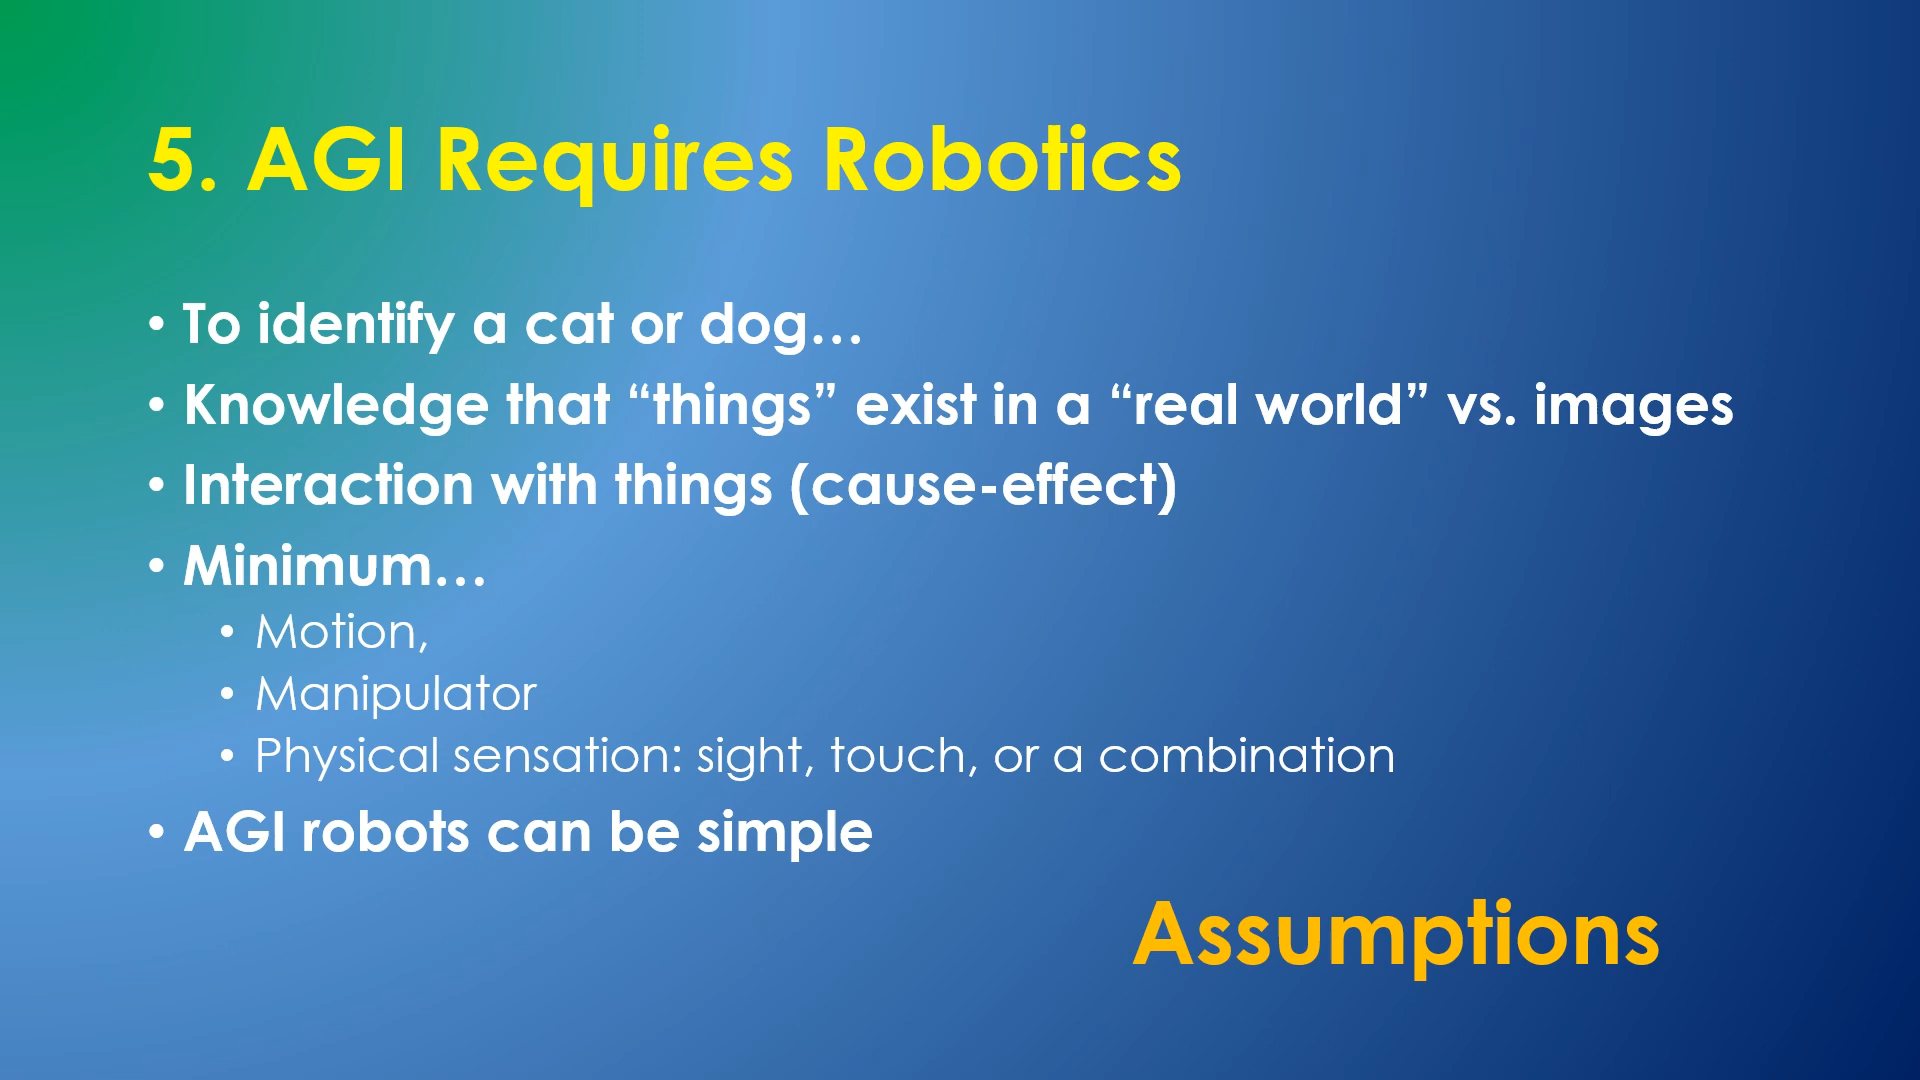 5. AGI Requires Robotics
• To identify a cat or dog…
• Knowledge that “things” exist in a “real world” vs. images
• Interaction with things (cause-effect)
• Minimum…
• Motion,
• Manipulator
• Physical sensation: sight, touch, or a combination
• AGI robots can be simple
Assumptions